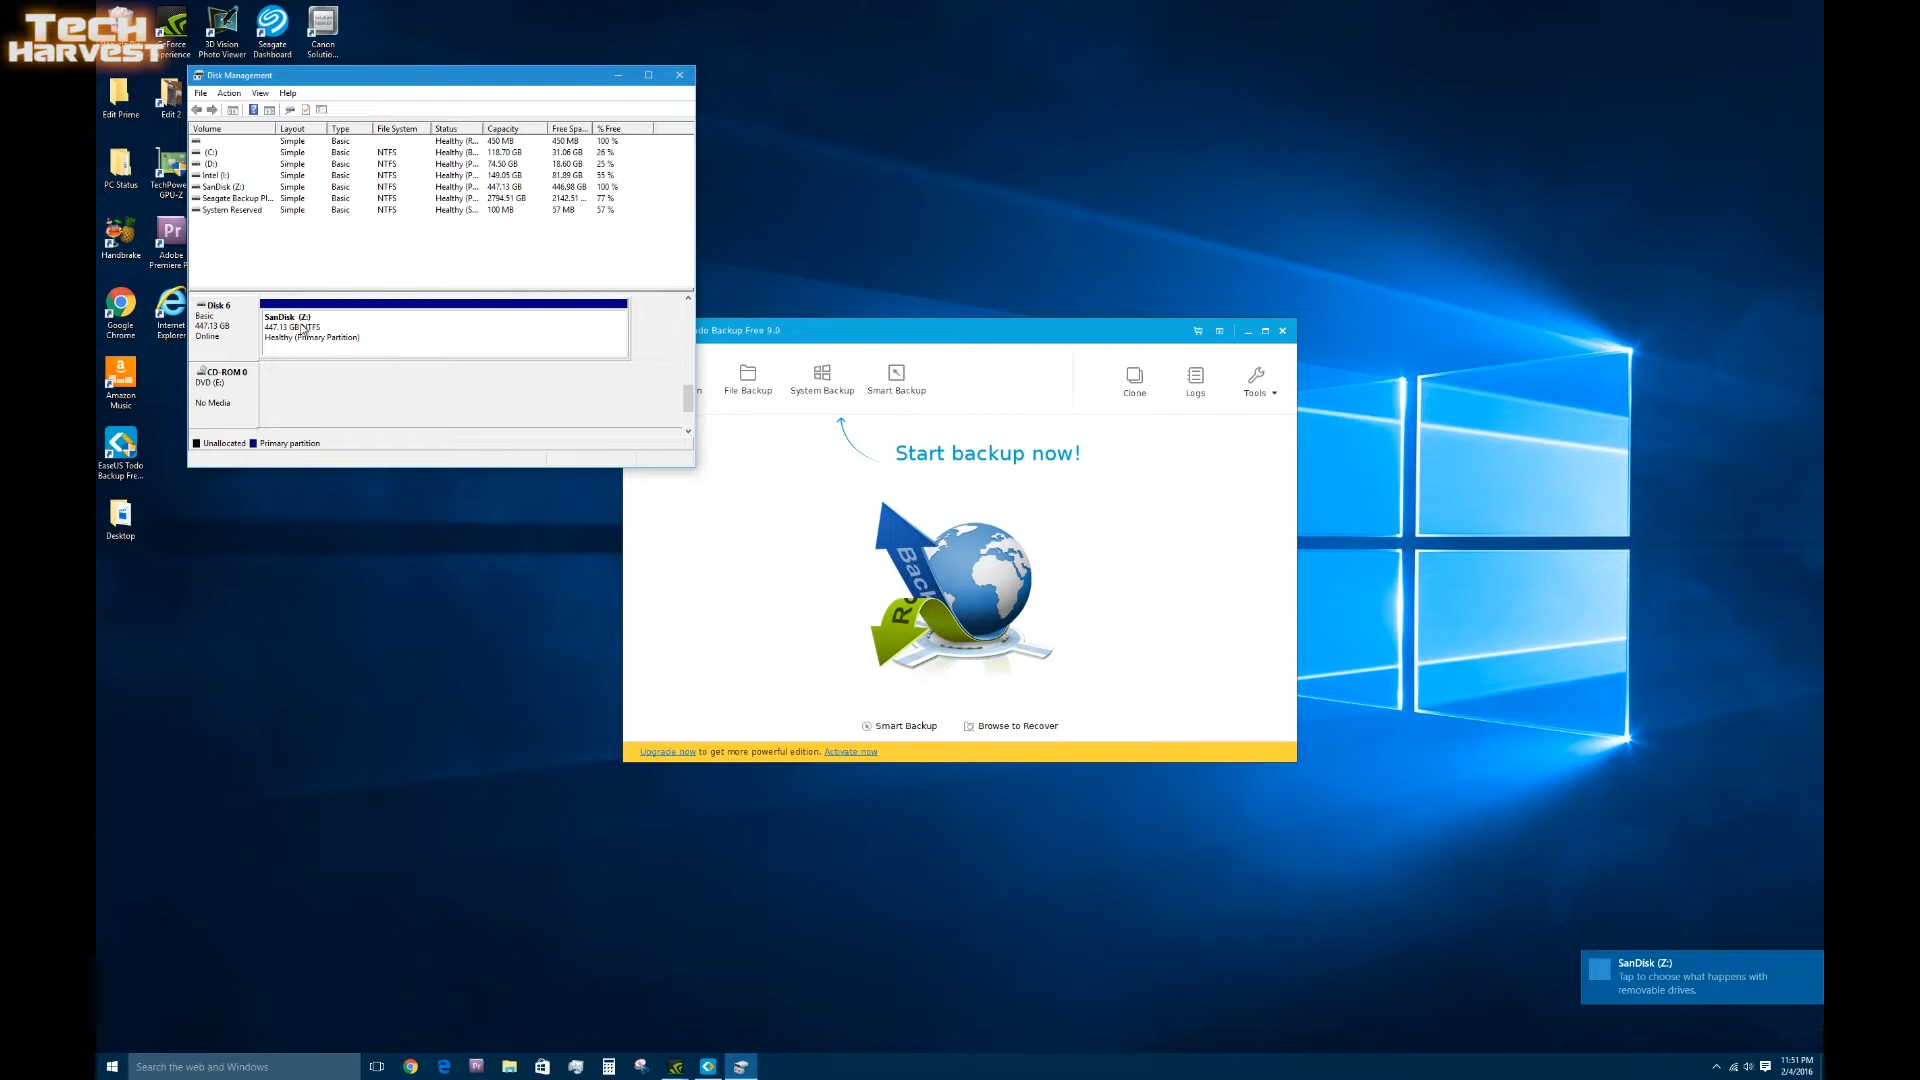 Tech
Harvest
GeForce
Experience
3D Vision
Photo Viewer
Seagate
Dashboard
Canon
Solutio...
Edit Prime
Edit 2
PC Status
TechPowe
GPU-Z
Handbrake
Adobe
Premiere P
Google
Chrome
Internet
Explorer
Amazon
Music
EaseUS Todo
Backup Fre...
Desktop
Disk Management
File Action View Help
Volume Layout Type File System Status Capacity Free Spa... % Free
Simple Basic Healthy (R... 450 MB 450 MB 100 %
(C:) Simple Basic NTFS Healthy (B... 118.70 GB 31.06 GB 26 %
(D:) Simple Basic NTFS Healthy (P... 74.50 GB 18.60 GB 25 %
Intel (I:) Simple Basic NTFS Healthy (P... 149.05 GB 81.89 GB 55 %
SanDisk (Z:) Simple Basic NTFS Healthy (P... 447.13 GB 446.98 GB 100 %
Seagate Backup Pl... Simple Basic NTFS Healthy (P... 2794.51 GB 2142.51 ... 77 %
System Reserved Simple Basic NTFS Healthy (S... 100 MB 57 MB 57 %
Disk 6
Basic
447.13 GB
Online
SanDisk (Z:)
447.13 GB NTFS
Healthy (Primary Partition)
CD-ROM 0
DVD (E:)
No Media
Unallocated Primary partition
do Backup Free 9.0
n File Backup System Backup Smart Backup Clone Logs Tools
Start backup now!
Back
Smart Backup Browse to Recover
Upgrade now to get more powerful edition. Activate now
SanDisk (Z:)
Tap to choose what happens with
removable drives.
Search the web and Windows
Pr
11:51 PM
2/4/2016